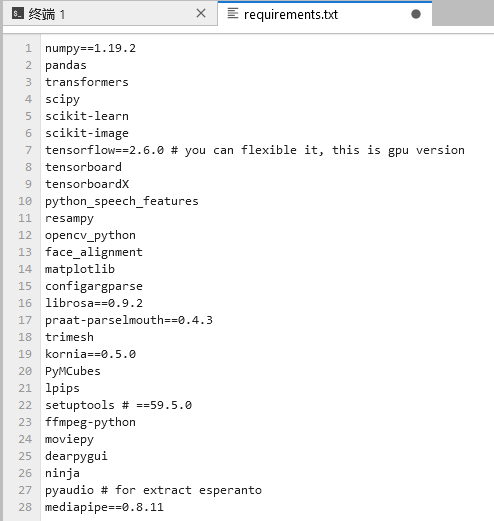 终端 1
requirements.txt
1 numpy==1.19.2
2 pandas
3 transformers
4 scipy
5 scikit-learn
6 scikit-image
7 tensorflow==2.6.0 # you can flexible it, this is gpu version
8 tensorboard
9 tensorboardX
10 python_speech_features
11 resampy
12 opencv_python
13 face_alignment
14 matplotlib
15 configargparse
16 librosa==0.9.2
17 praat-parselmouth==0.4.3
18 trimesh
19 kornia==0.5.0
20 PyMCubes
21 lpips
22 setuptools # ==59.5.0
23 ffmpeg-python
24 moviepy
25 dearpygui
26 ninja
27 pyaudio # for extract esperanto
28 mediapipe==0.8.11